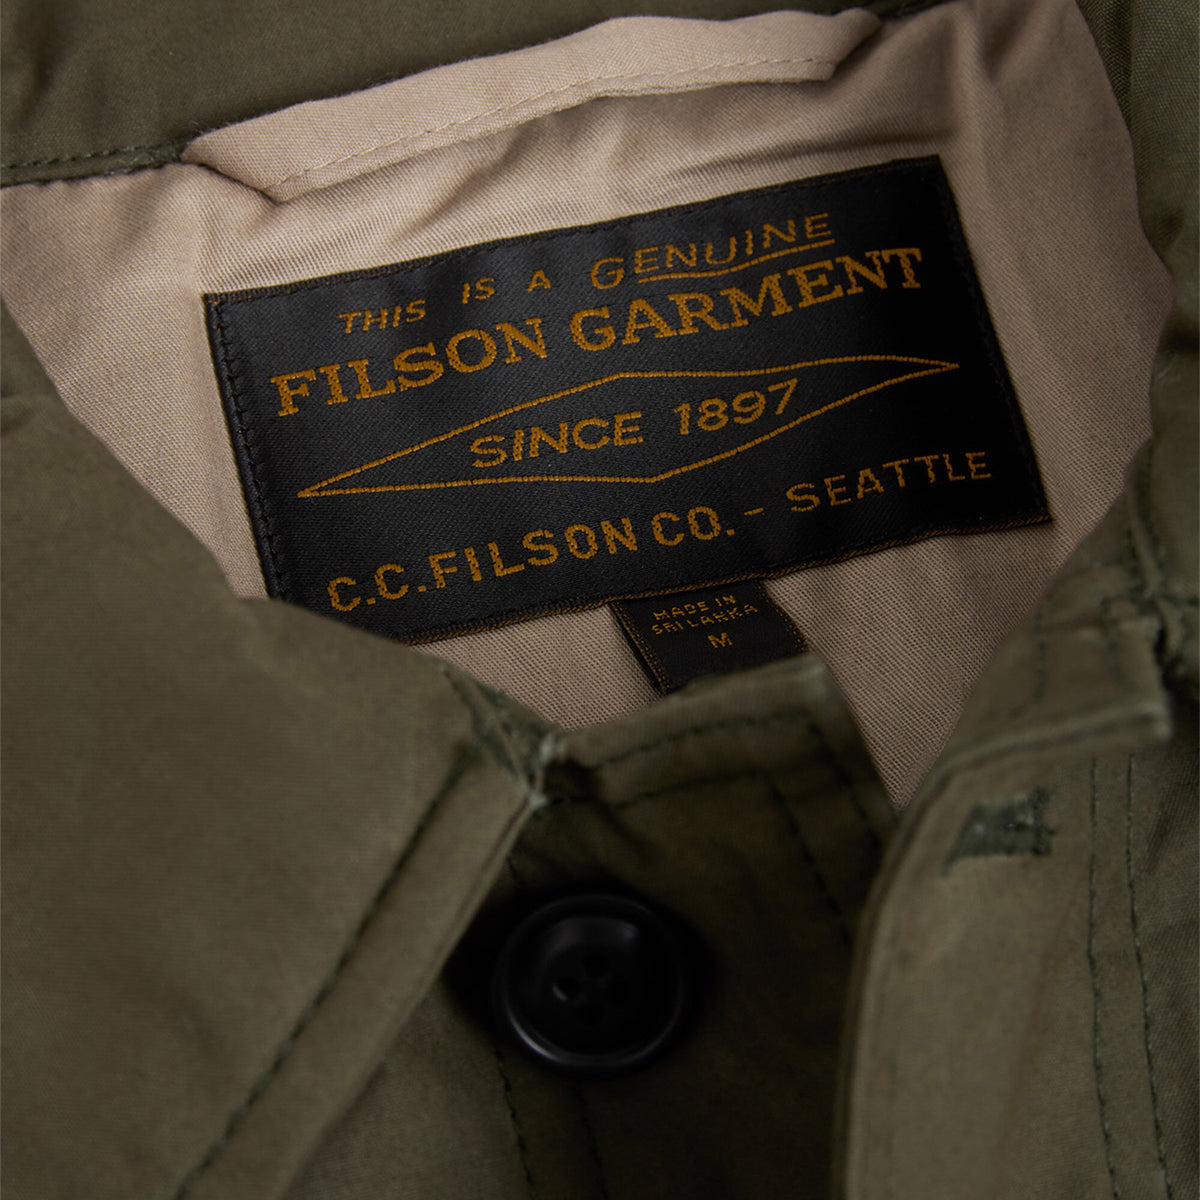 THIS IS A GENUINE
FILSON GARMENT
SINCE 1897
C.C.FILSON CO. - SEATTLE
MADE IN
SRI LANKA
M